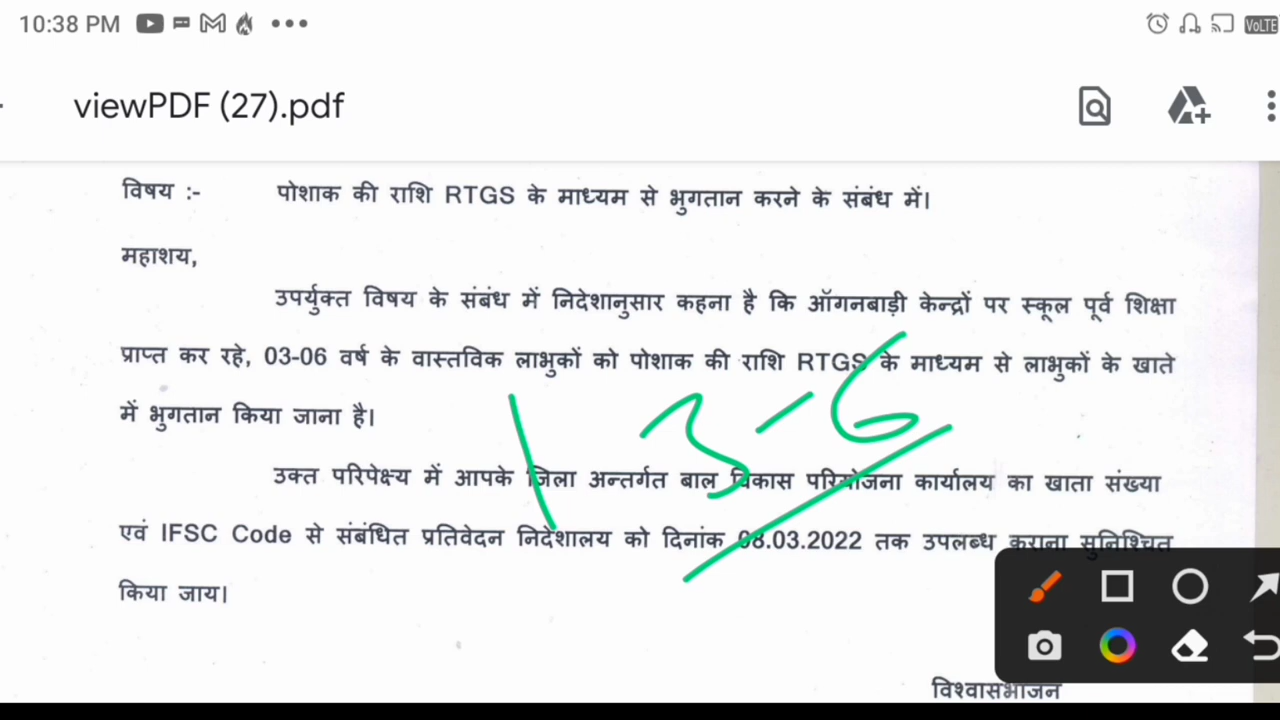 10:38 PM
VoLTE
viewPDF (27).pdf
विषय :- पोशाक की राशि RTGS के माध्यम से भुगतान करने के संबंध में।
महाशय,
उपर्युक्त विषय के संबंध में निदेशानुसार कहना है कि ऑगनबाड़ी केन्द्रों पर स्कूल पूर्व शिक्षा
प्राप्त कर रहे, 03-06 वर्ष के वास्तविक लाभुकों को पोशाक की राशि RTGS के माध्यम से लाभुकों के खाते
में भुगतान किया जाना है।
3-6
उक्त परिपेक्ष्य में आपके जिला अन्तर्गत बाल विकास परियोजना कार्यालय का खाता संख्या
एवं IFSC Code से संबंधित प्रतिवेदन निदेशालय को दिनांक 08.03.2022 तक उपलब्ध कराना सुनिश्चित
किया जाय।
विश्वासभाजन